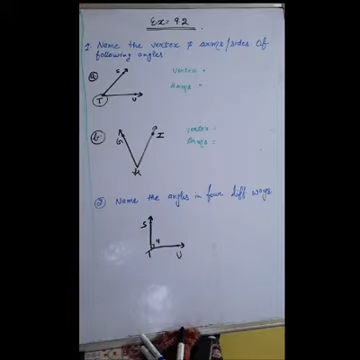 Ex: 9.2
1. Name the vertex & arms/sides of
following angles
(a) S vertex =
T U Arms =
(b) G I vertex =
H Arms =
(2) Name the angles in four diff ways
S
T U